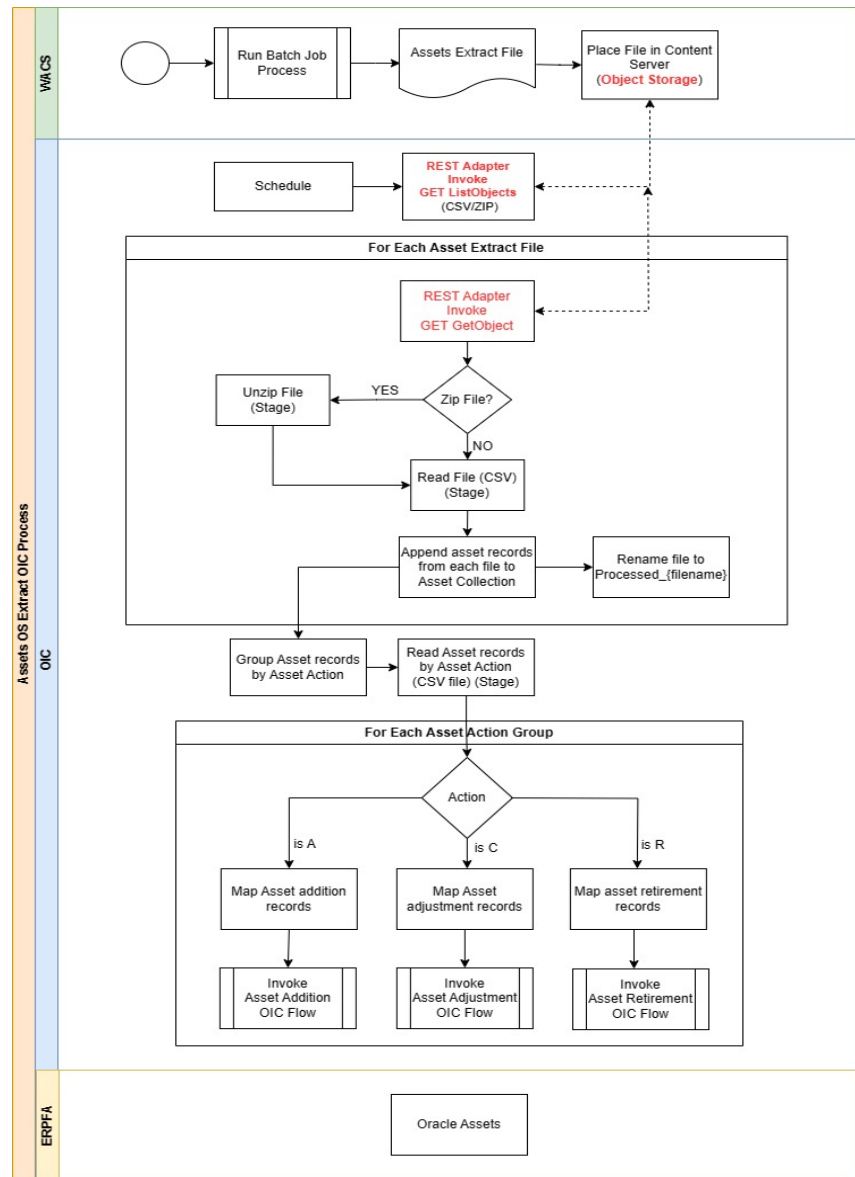 Assets OS Extract OIC Process
WACS
Run Batch Job
Process
Assets Extract File
Place File in Content
Server
(Object Storage)
OIC
Schedule
REST Adapter
Invoke
GET ListObjects
(CSV/ZIP)
For Each Asset Extract File
REST Adapter
Invoke
GET GetObject
Zip File?
YES
Unzip File
(Stage)
NO
Read File (CSV)
(Stage)
Append asset records
from each file to
Asset Collection
Rename file to
Processed_{filename}
Group Asset records
by Asset Action
Read Asset records
by Asset Action
(CSV file) (Stage)
For Each Asset Action Group
Action
is A
is C
is R
Map Asset addition
records
Map Asset
adjustment records
Map asset retirement
records
Invoke
Asset Addition
OIC Flow
Invoke
Asset Adjustment
OIC Flow
Invoke
Asset Retirement
OIC Flow
ERPFA
Oracle Assets